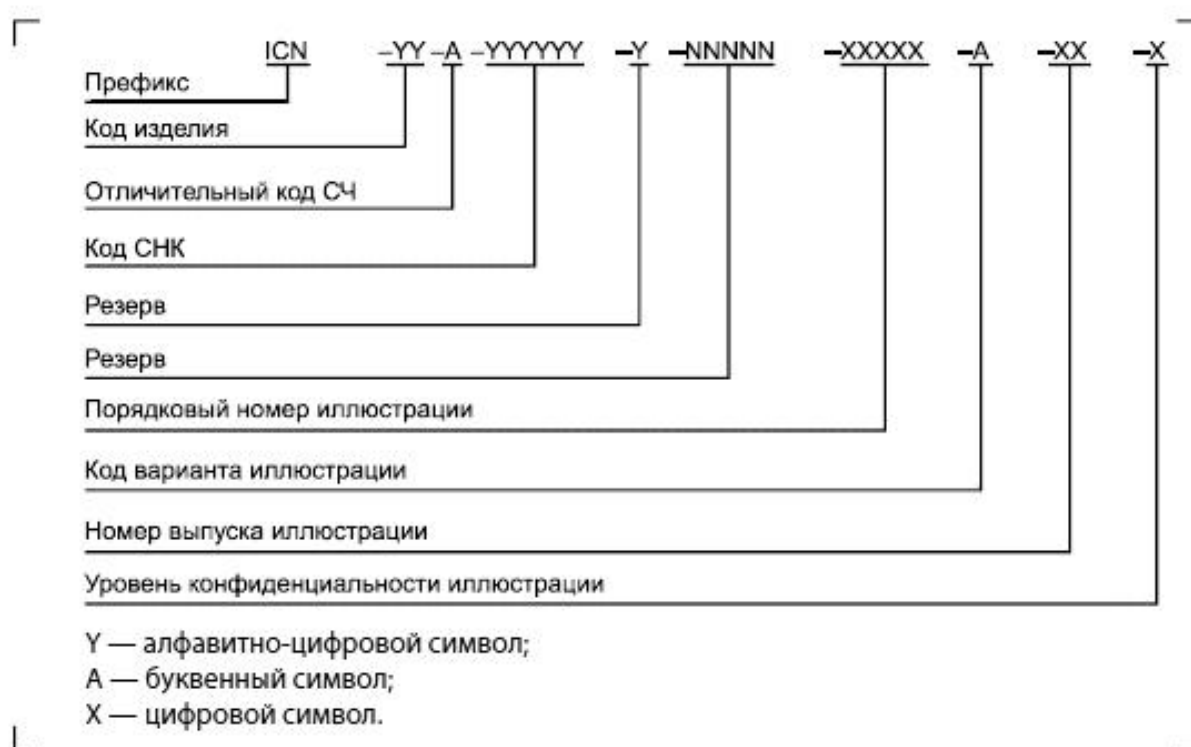 ICN –YY –A –YYYYYY –Y –NNNNN –XXXXX –A –XX –X
Префикс
Код изделия
Отличительный код СЧ
Код СНК
Резерв
Резерв
Порядковый номер иллюстрации
Код варианта иллюстрации
Номер выпуска иллюстрации
Уровень конфиденциальности иллюстрации
Y — алфавитно-цифровой символ;
A — буквенный символ;
X — цифровой символ.